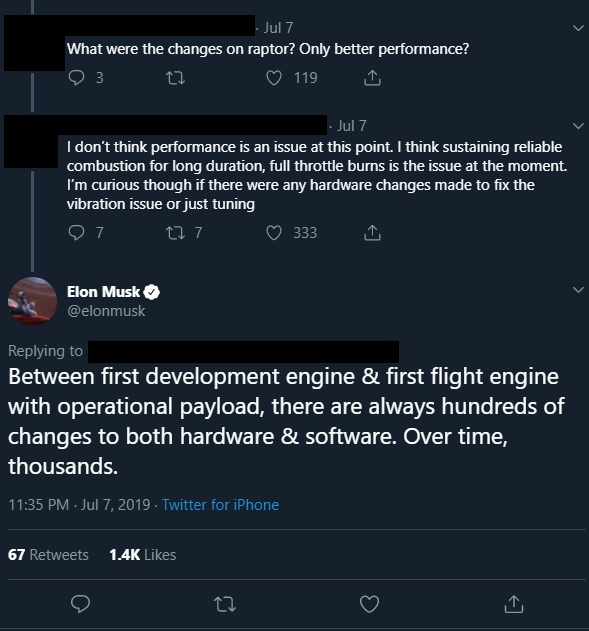 · Jul 7
What were the changes on raptor? Only better performance?
3 119
· Jul 7
I don't think performance is an issue at this point. I think sustaining reliable
combustion for long duration, full throttle burns is the issue at the moment.
I'm curious though if there were any hardware changes made to fix the
vibration issue or just tuning
7 7 333
Elon Musk
@elonmusk
Replying to
Between first development engine & first flight engine
with operational payload, there are always hundreds of
changes to both hardware & software. Over time,
thousands.
11:35 PM · Jul 7, 2019 · Twitter for iPhone
67 Retweets 1.4K Likes